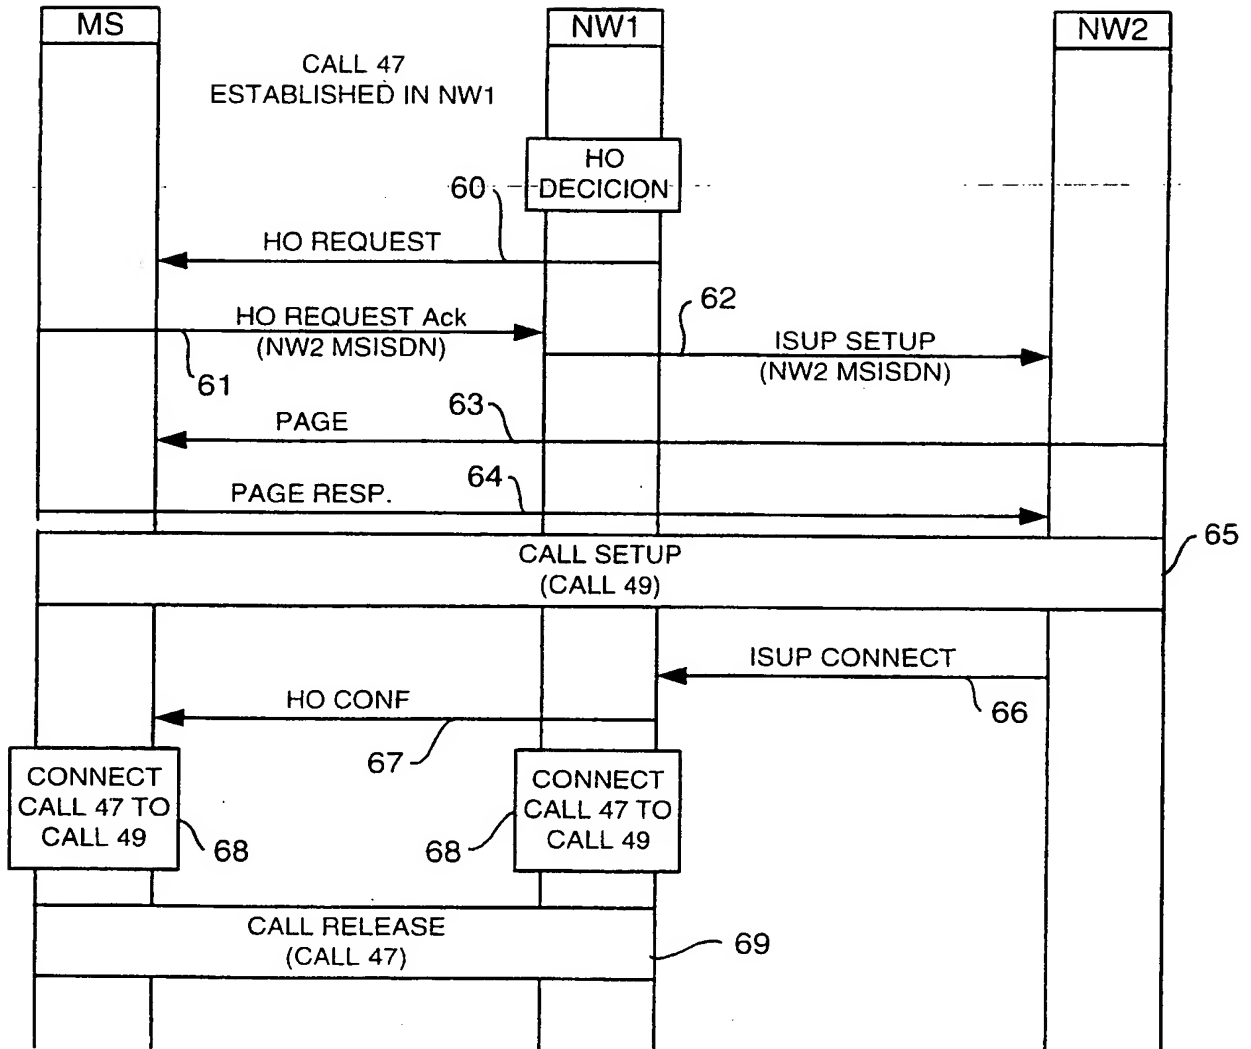 MS
NW1
NW2
CALL 47
ESTABLISHED IN NW1
HO
DECICION
60
HO REQUEST
62
HO REQUEST Ack
(NW2 MSISDN)
ISUP SETUP
(NW2 MSISDN)
61
63
PAGE
64
PAGE RESP.
65
CALL SETUP
(CALL 49)
ISUP CONNECT
66
HO CONF
67
CONNECT
CALL 47 TO
CALL 49
68
CONNECT
CALL 47 TO
CALL 49
68
CALL RELEASE
(CALL 47)
69